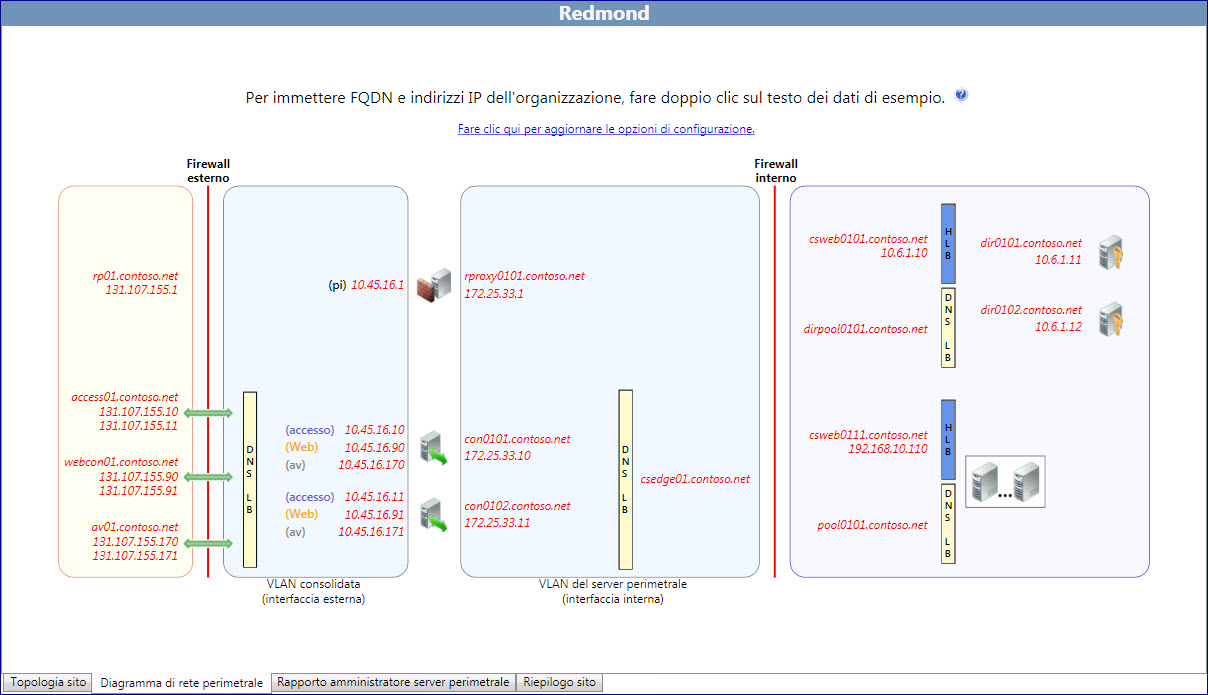 Redmond
Per immettere FQDN e indirizzi IP dell'organizzazione, fare doppio clic sul testo dei dati di esempio. ?
Fare clic qui per aggiornare le opzioni di configurazione.
Firewall
esterno
Firewall
interno
rp01.contoso.net
131.107.155.1
access01.contoso.net
131.107.155.10
131.107.155.11
webcon01.contoso.net
131.107.155.90
131.107.155.91
av01.contoso.net
131.107.155.170
131.107.155.171
(pi) 10.45.16.1
DNS LB
(accesso) 10.45.16.10
(Web) 10.45.16.90
(av) 10.45.16.170
(accesso) 10.45.16.11
(Web) 10.45.16.91
(av) 10.45.16.171
VLAN consolidata
(interfaccia esterna)
rproxy0101.contoso.net
172.25.33.1
con0101.contoso.net
172.25.33.10
con0102.contoso.net
172.25.33.11
DNS LB
csedge01.contoso.net
VLAN del server perimetrale
(interfaccia interna)
csweb0101.contoso.net
10.6.1.10
HLB
dir0101.contoso.net
10.6.1.11
dirpool0101.contoso.net
DNS LB
dir0102.contoso.net
10.6.1.12
csweb0111.contoso.net
192.168.10.110
HLB
...
pool0101.contoso.net
DNS LB
Topologia sito
Diagramma di rete perimetrale
Rapporto amministratore server perimetrale
Riepilogo sito